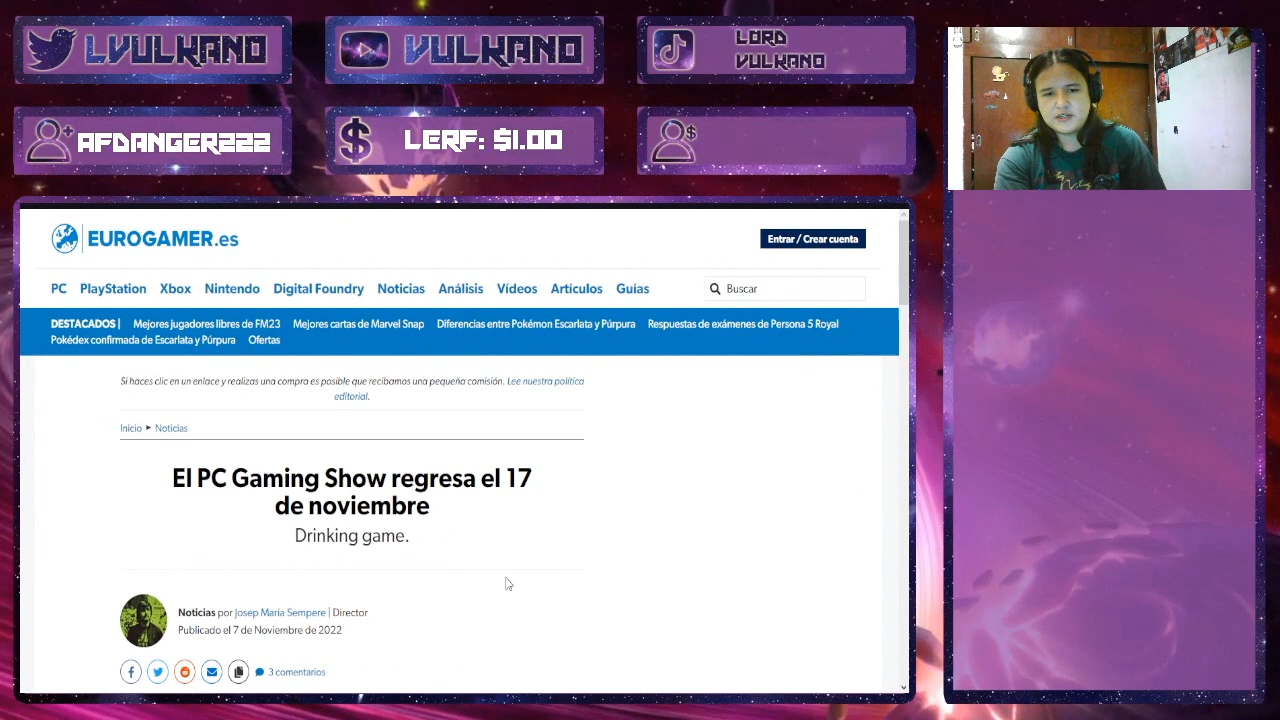 LVULKANO
VULKANO
LORD
VULKANO
AFDANGER222
LERF: $1.00
EUROGAMER.es
Entrar / Crear cuenta
PC PlayStation Xbox Nintendo Digital Foundry Noticias Análisis Vídeos Artículos Guías
Buscar
DESTACADOS | Mejores jugadores libres de FM23 Mejores cartas de Marvel Snap Diferencias entre Pokémon Escarlata y Púrpura Respuestas de exámenes de Persona 5 Royal
Pokédex confirmada de Escarlata y Púrpura Ofertas
Si haces clic en un enlace y realizas una compra es posible que recibamos una pequeña comisión. Lee nuestra política
editorial.
Inicio ► Noticias
El PC Gaming Show regresa el 17
de noviembre
Drinking game.
Noticias por Josep Maria Sempere | Director
Publicado el 7 de Noviembre de 2022
3 comentarios